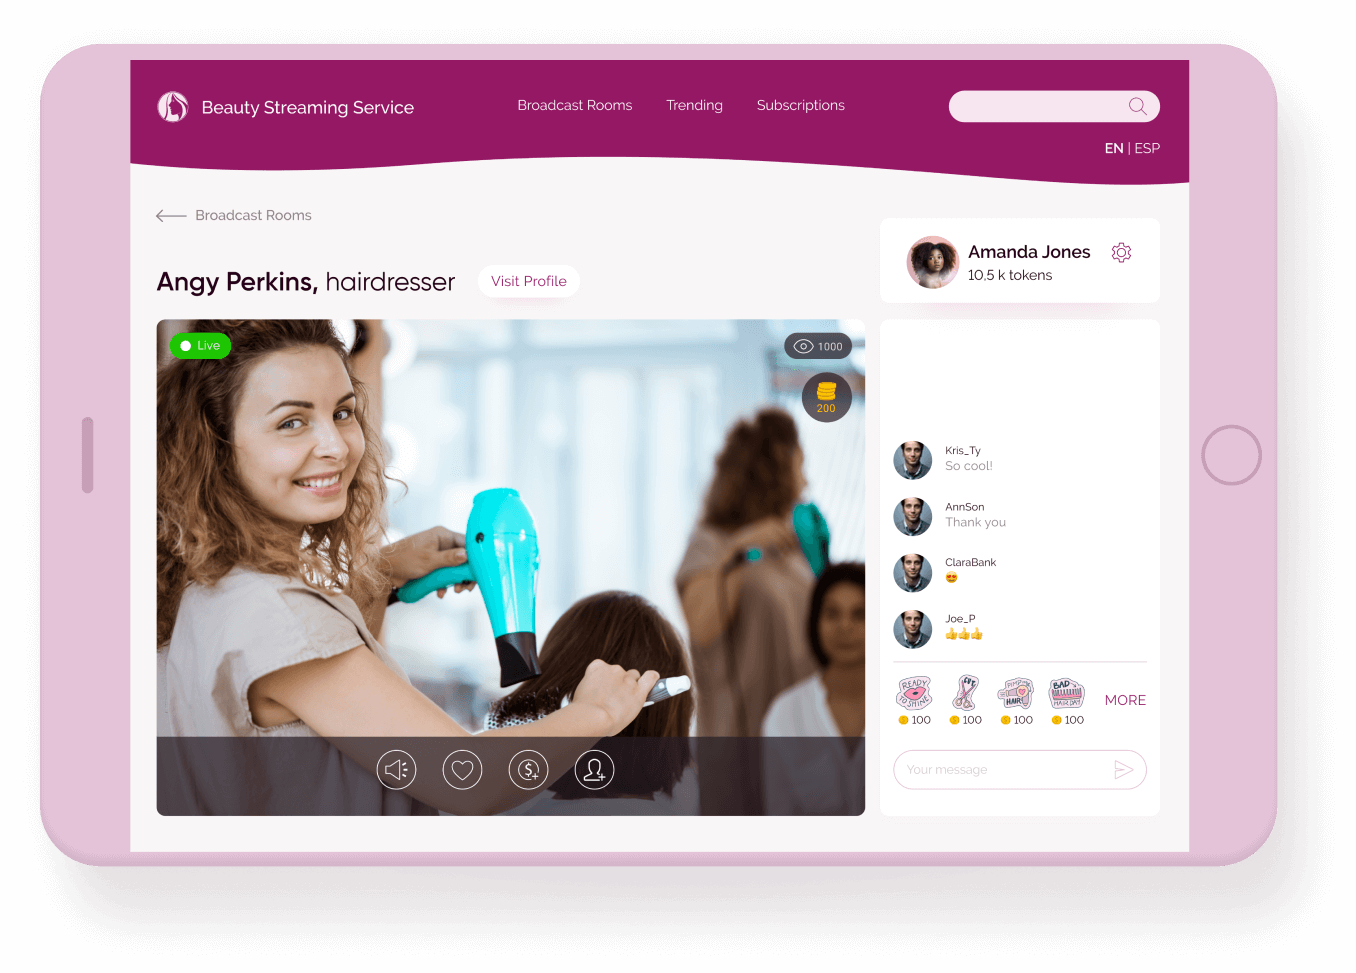 Beauty Streaming Service
Broadcast Rooms
Trending
Subscriptions
EN | ESP
Broadcast Rooms
Angy Perkins, hairdresser
Visit Profile
Amanda Jones
10,5 k tokens
Live
1000
200
Kris_Ty
So cool!
AnnSon
Thank you
ClaraBank
😍
Joe_P
👍👍👍
READY
TO SHINE
CUT
PIMP
HAIR
BAD
HAIR DAY
100
100
100
100
MORE
Your message